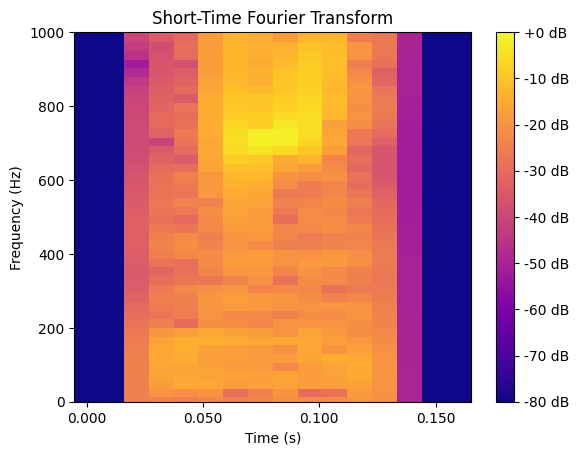 Short-Time Fourier Transform
1000
800
600
400
200
0
Frequency (Hz)
0.000
0.050
0.100
0.150
Time (s)
+0 dB
-10 dB
-20 dB
-30 dB
-40 dB
-50 dB
-60 dB
-70 dB
-80 dB